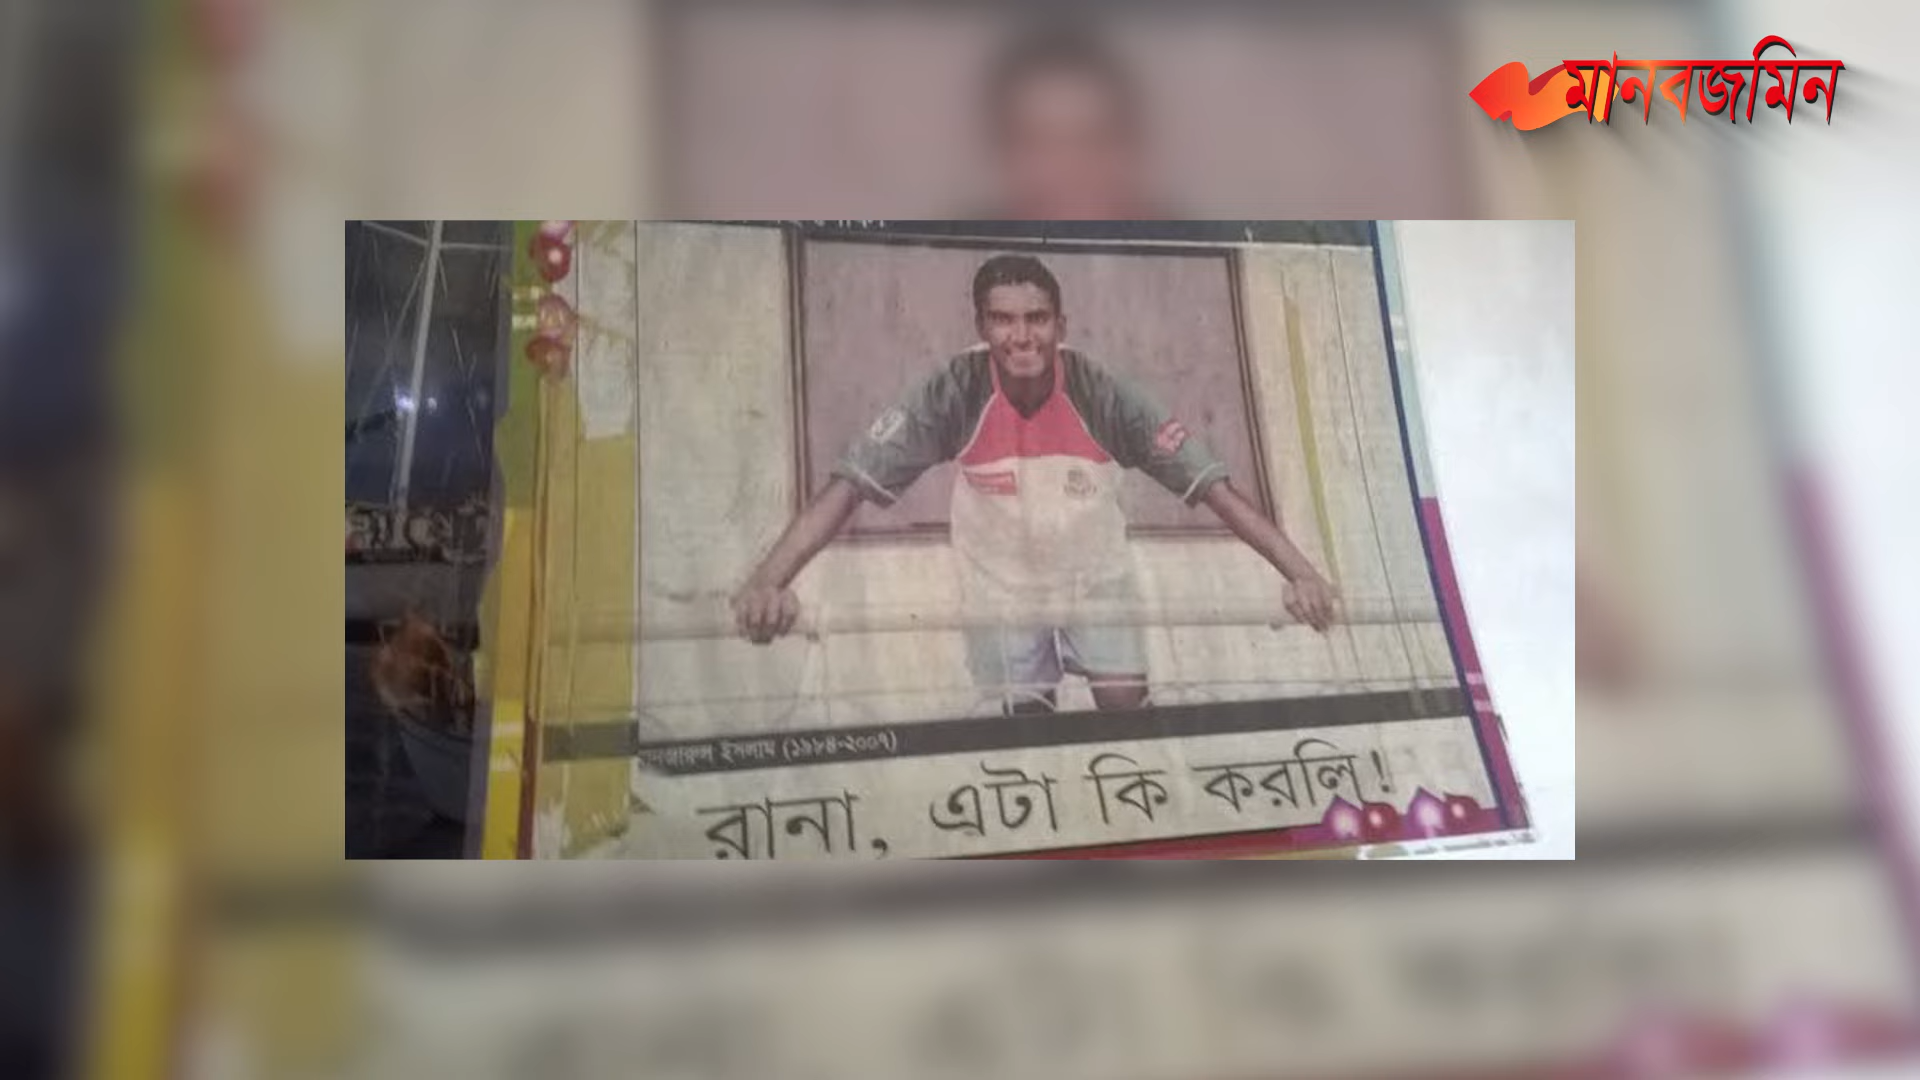 মানবজমিন
ইসলাম (১৯৮৪-২০০৭)
রানা, এটা কি করলি!